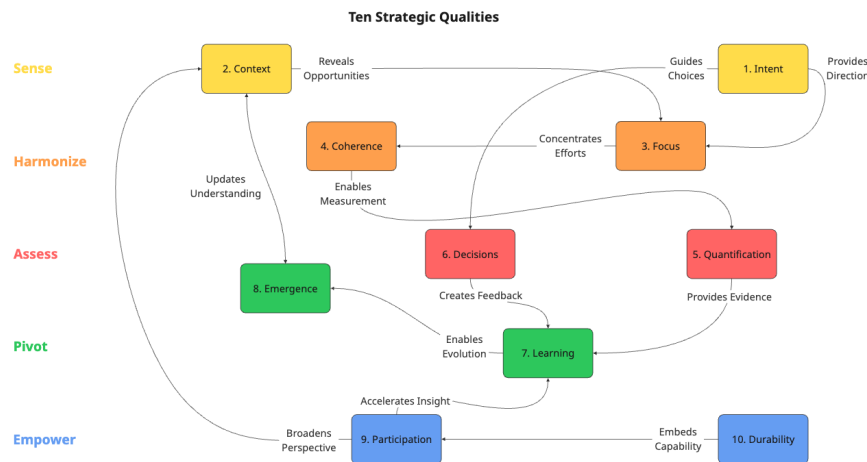 Ten Strategic Qualities
Sense
2. Context
Reveals
Opportunities
Guides
Choices
1. Intent
Provides
Direction
Harmonize
4. Coherence
Concentrates
Efforts
3. Focus
Updates
Understanding
Enables
Measurement
Assess
6. Decisions
5. Quantification
8. Emergence
Creates Feedback
Provides Evidence
Pivot
Enables
Evolution
7. Learning
Accelerates Insight
Empower
Broadens
Perspective
9. Participation
Embeds
Capability
10. Durability